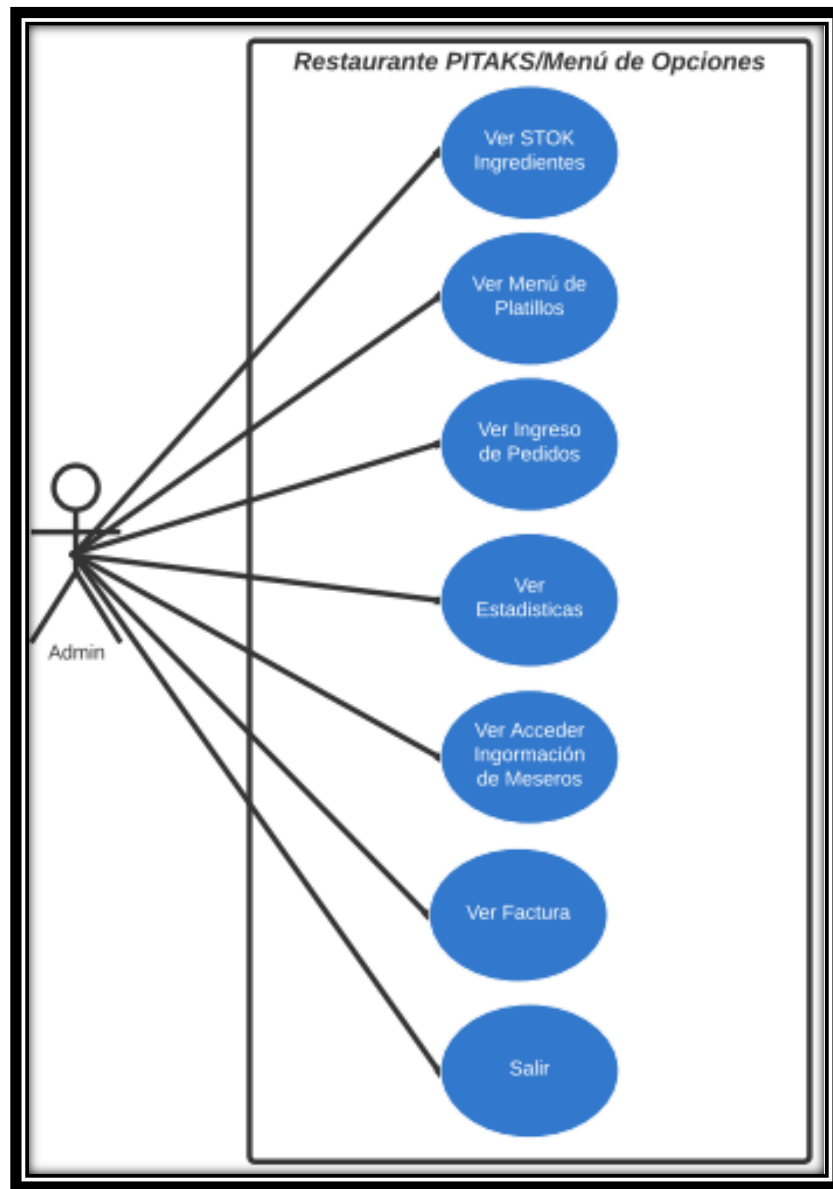 Restaurante PITAKS/Menú de Opciones
Ver STOK
Ingredientes
Ver Menú de
Platillos
Ver Ingreso
de Pedidos
Ver
Estadisticas
Admin
Ver Acceder
Ingormación
de Meseros
Ver Factura
Salir